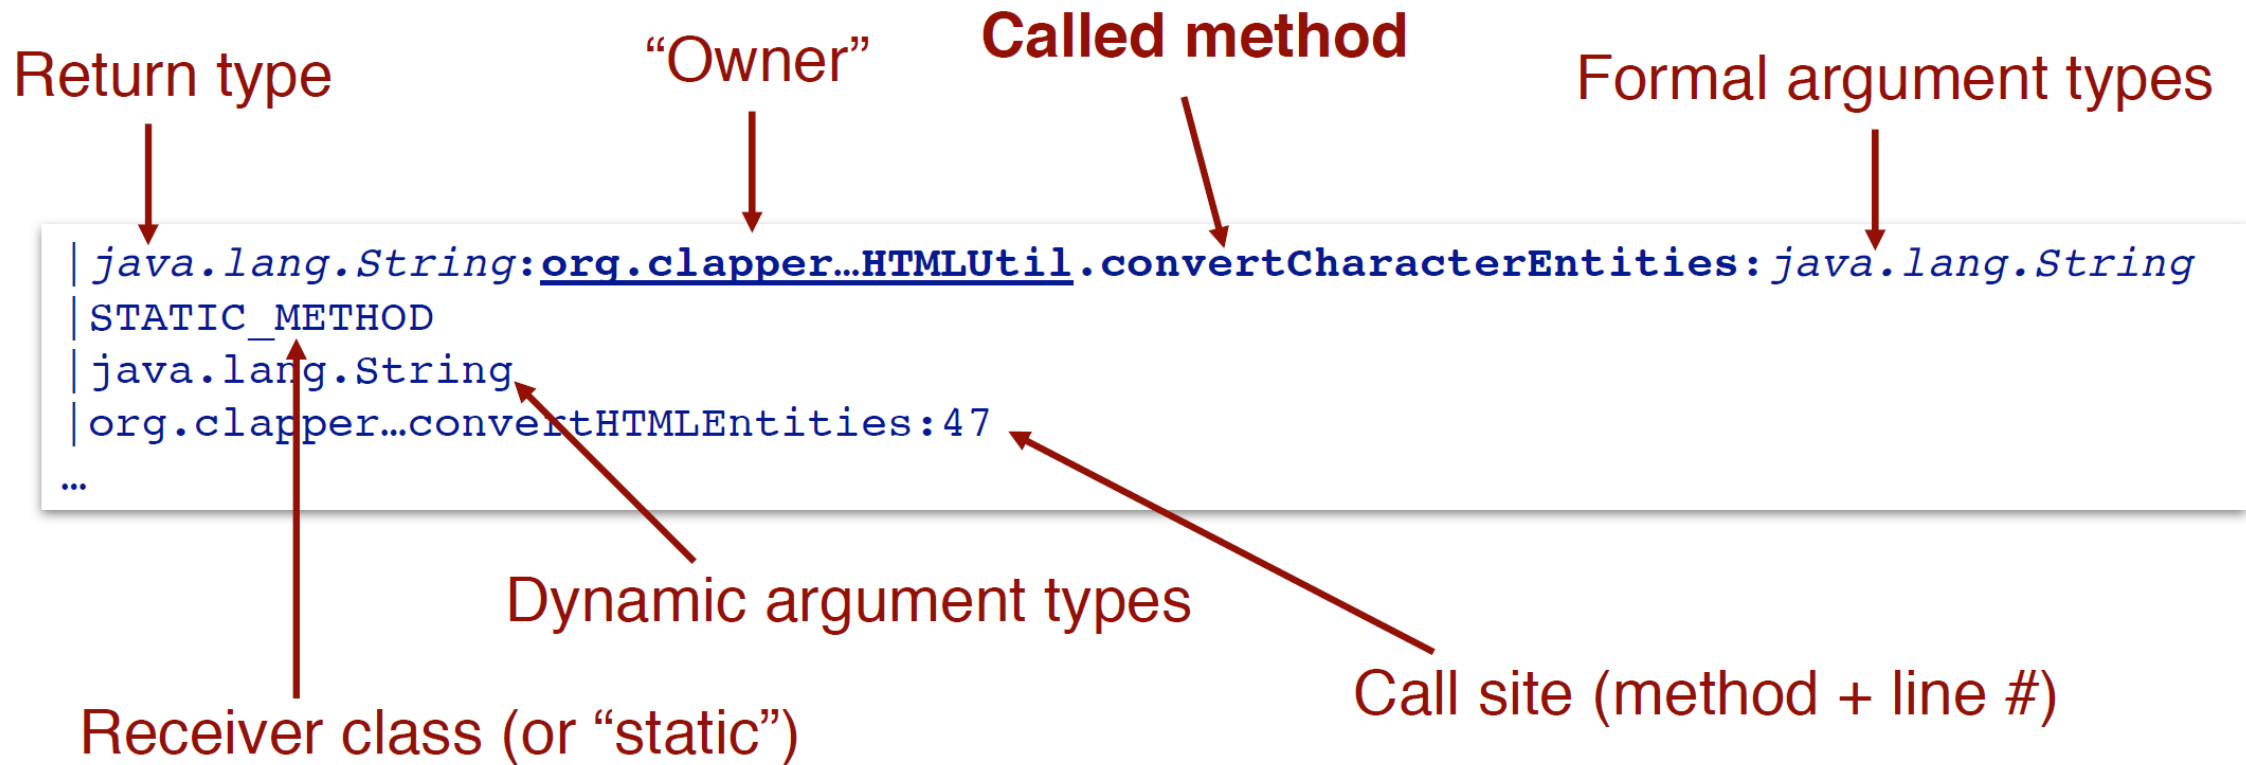 Return type
“Owner”
Called method
Formal argument types
|java.lang.String:org.clapper…HTMLUtil.convertCharacterEntities:java.lang.String
|STATIC_METHOD
|java.lang.String
|org.clapper…convertHTMLEntities:47
…
Dynamic argument types
Call site (method + line #)
Receiver class (or “static”)